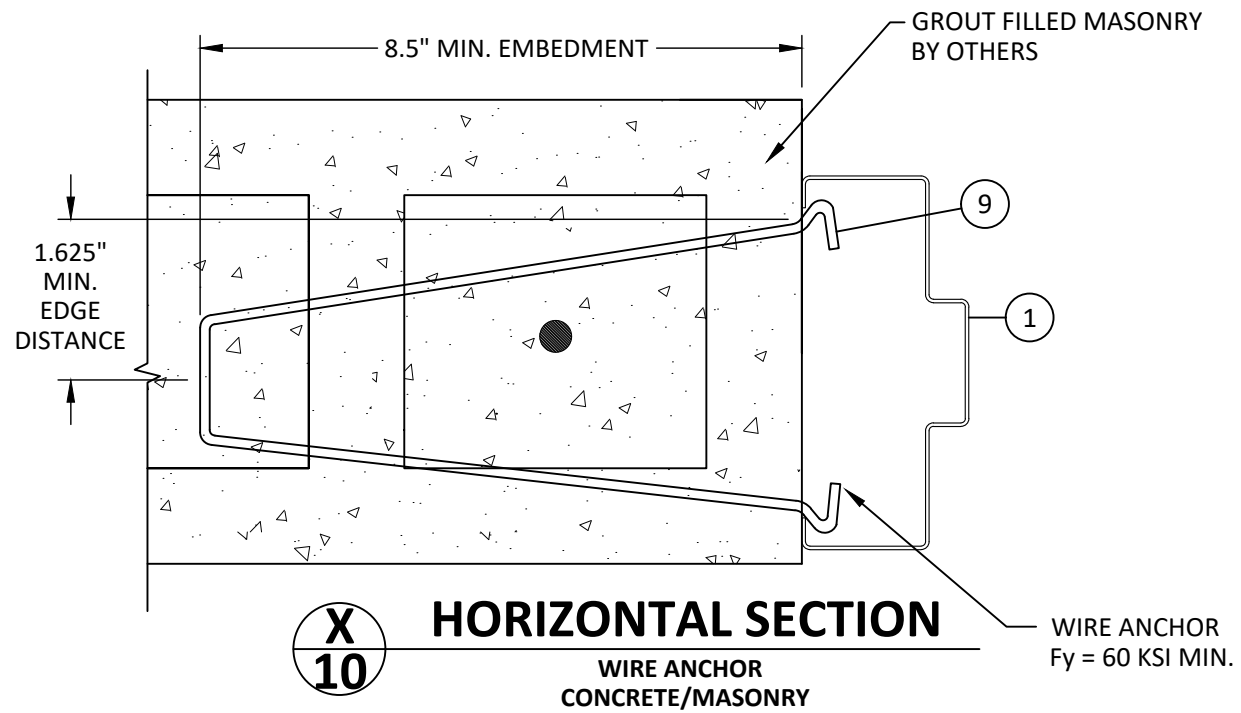 GROUT FILLED MASONRY
BY OTHERS
8.5" MIN. EMBEDMENT
9
1.625"
MIN.
EDGE
DISTANCE
1
X
10
HORIZONTAL SECTION
WIRE ANCHOR
CONCRETE/MASONRY
WIRE ANCHOR
Fy = 60 KSI MIN.